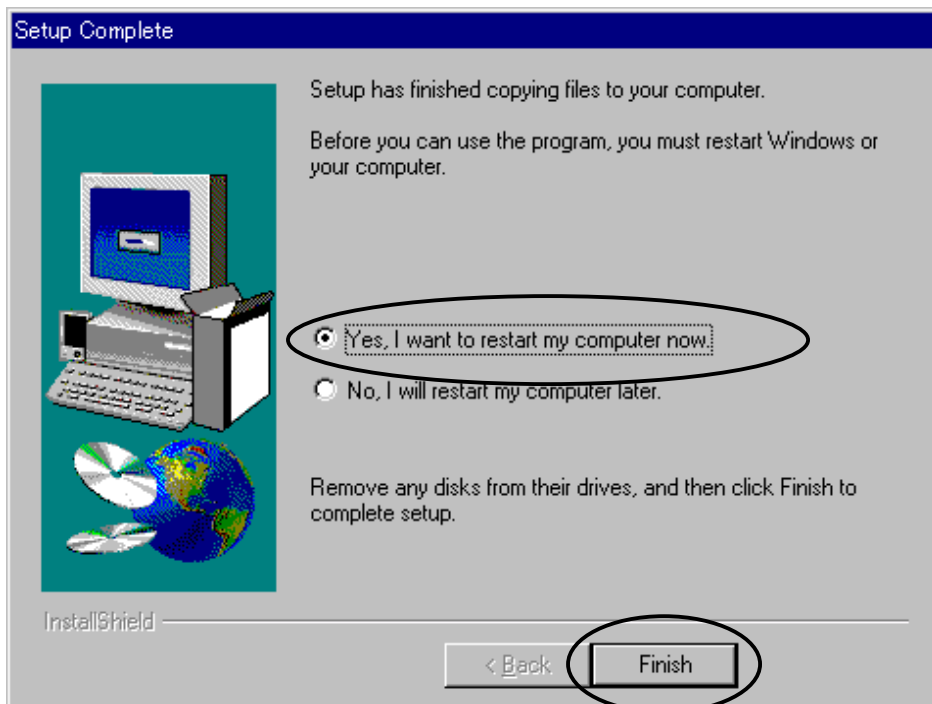 Setup Complete
Setup has finished copying files to your computer.
Before you can use the program, you must restart Windows or
your computer.
Yes, I want to restart my computer now.
No, I will restart my computer later.
Remove any disks from their drives, and then click Finish to
complete setup.
InstallShield
< Back
Finish